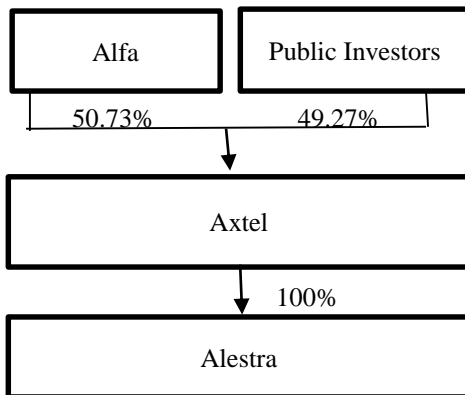 Alfa
Public Investors
50.73%
49.27%
Axtel
100%
Alestra